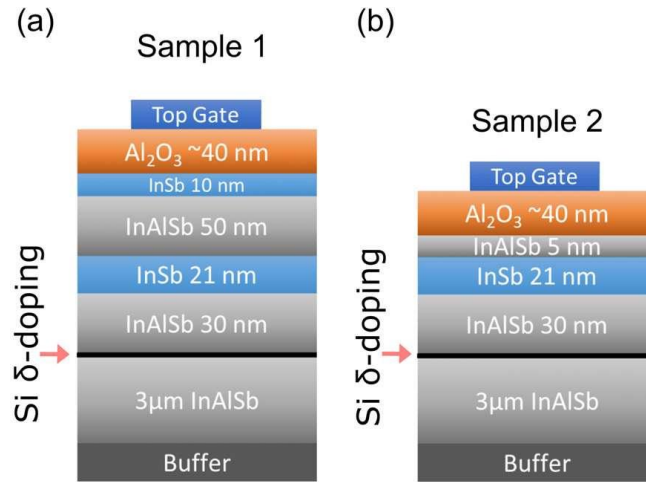 (a)
Sample 1
Top Gate
Al₂O₃ ~40 nm
InSb 10 nm
InAlSb 50 nm
InSb 21 nm
InAlSb 30 nm
Si δ-doping
3μm InAlSb
Buffer
(b)
Sample 2
Top Gate
Al₂O₃ ~40 nm
InAlSb 5 nm
InSb 21 nm
InAlSb 30 nm
Si δ-doping
3μm InAlSb
Buffer